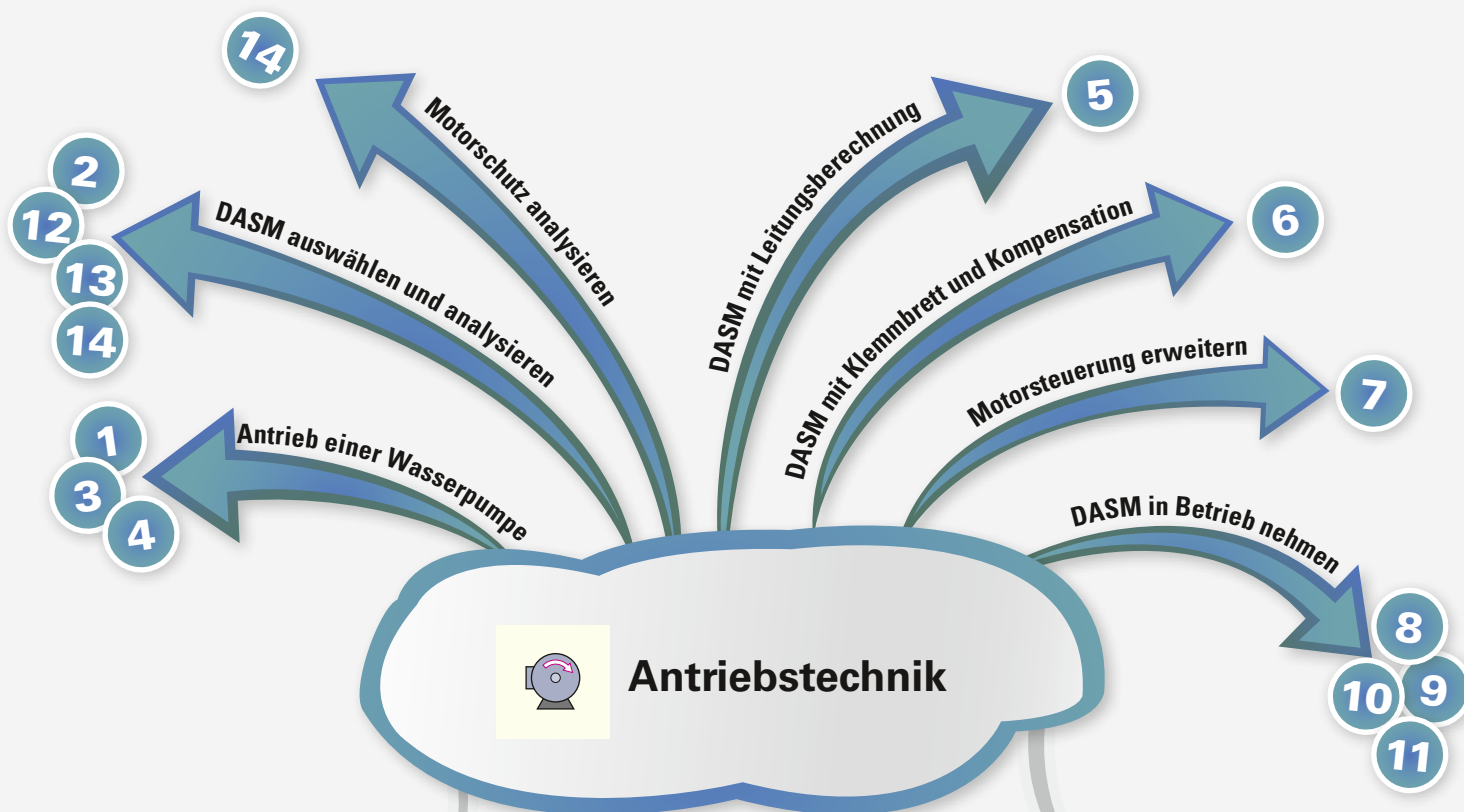 14
Motorschutz analysieren
2
12
13
14
DASM auswählen und analysieren
1
3
4
Antrieb einer Wasserpumpe
DASM mit Leitungsberechnung
5
DASM mit Klemmbrett und Kompensation
6
Motorsteuerung erweitern
7
DASM in Betrieb nehmen
8
9
10
11
Antriebstechnik